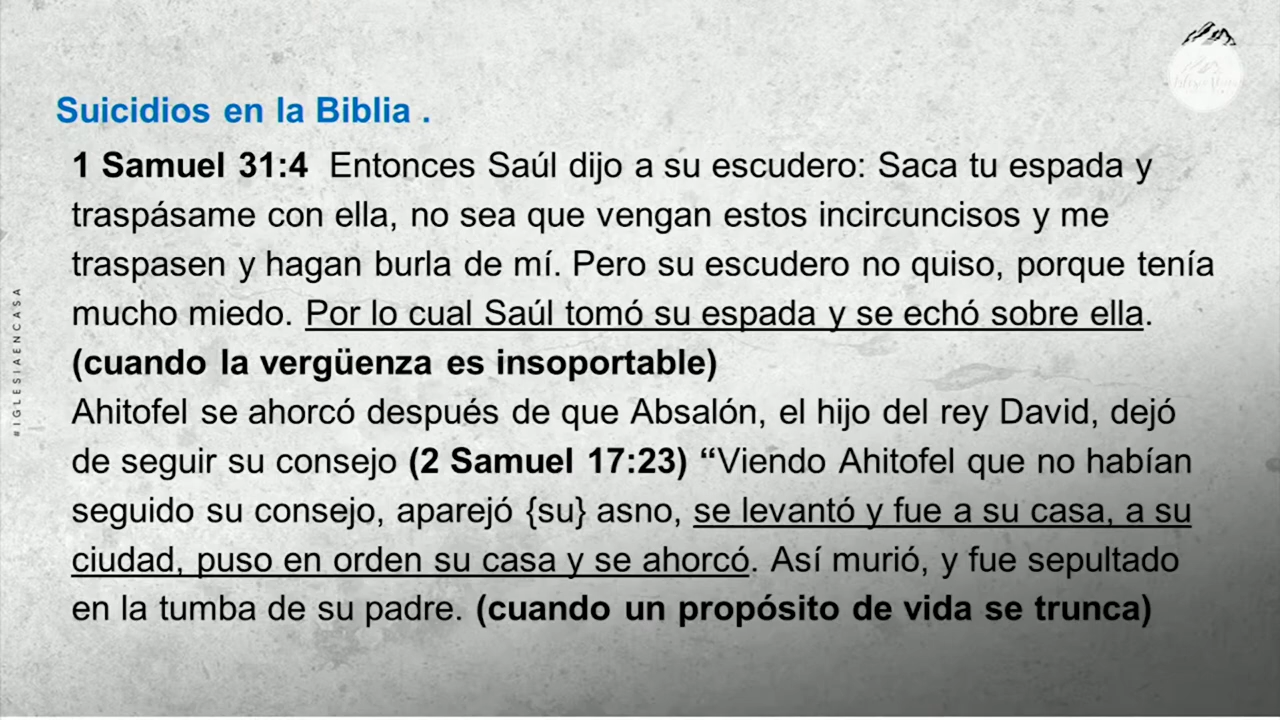 Suicidios en la Biblia .
1 Samuel 31:4 Entonces Saúl dijo a su escudero: Saca tu espada y
traspásame con ella, no sea que vengan estos incircuncisos y me
traspasen y hagan burla de mí. Pero su escudero no quiso, porque tenía
mucho miedo. Por lo cual Saúl tomó su espada y se echó sobre ella.
(cuando la vergüenza es insoportable)
Ahitofel se ahorcó después de que Absalón, el hijo del rey David, dejó
de seguir su consejo (2 Samuel 17:23) “Viendo Ahitofel que no habían
seguido su consejo, aparejó {su} asno, se levantó y fue a su casa, a su
ciudad, puso en orden su casa y se ahorcó. Así murió, y fue sepultado
en la tumba de su padre. (cuando un propósito de vida se trunca)
#IGLESIAENCASA